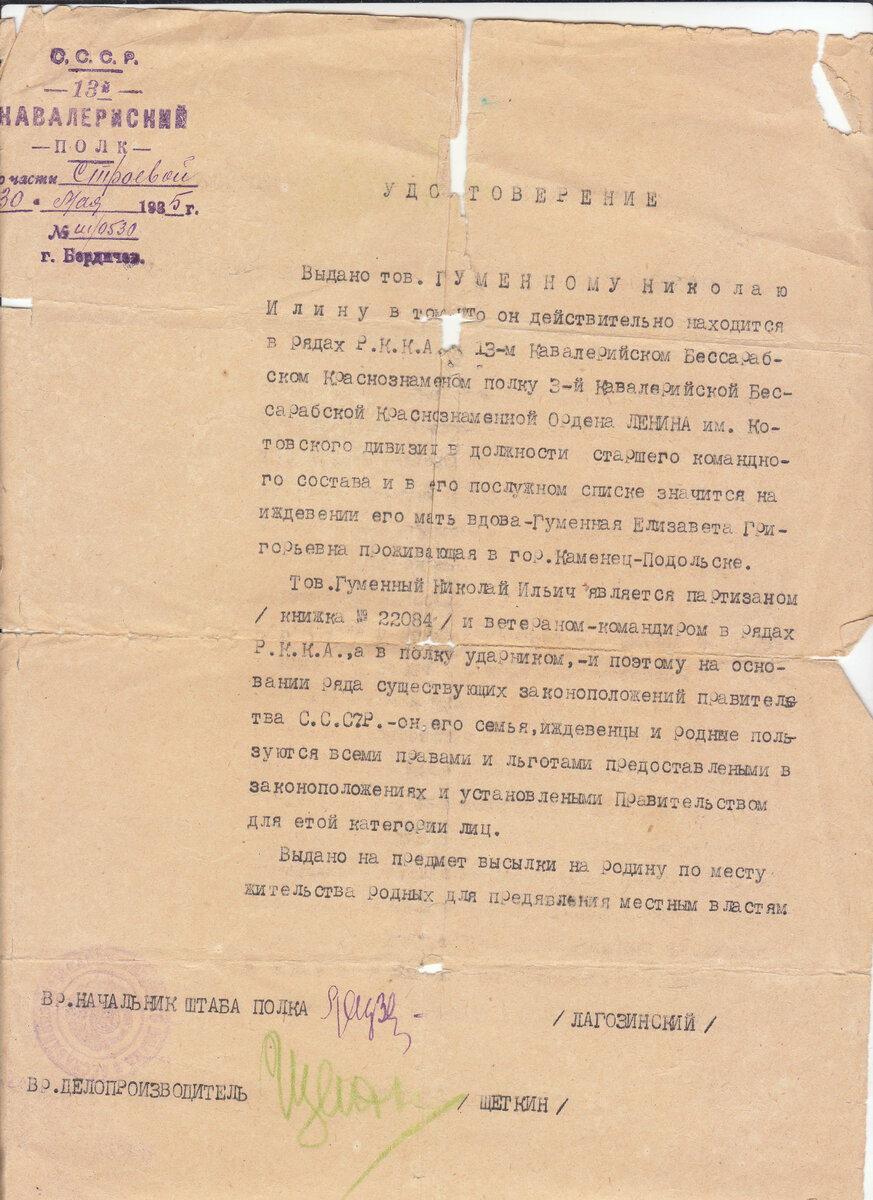 С. С. С. Р.
— 13й —
КАВАЛЕРИСКИЙ
— ПОЛК —
части Строевой
30 " Мая 1935 г.
№ ш/0530
г. Бердичев.
УДОСТОВЕРЕНИЕ
Выдано тов. ГУМЕННОМУ Николаю
Илину в том что он действительно находится
в рядах Р.К.К.А. 13-м Кавалерийском Бессараб-
ском Краснознаменом полку 3-й Кавалерийской Бес-
сарабской Краснознаменной Ордена ЛЕНИНА им. Ко-
товского дивизии в должности старшего командно-
го состава и в его послужном списке значится на
иждевении его мать вдова-Гуменная Елизавета Гри-
горьевна проживающая в гор.Каменец-Подольске.
Тов.Гуменный Николай Ильич является партизаном
/ книжка № 22084 / и ветераном-командиром в рядах
Р.К.К.А.,а в полку ударником,-и поэтому на осно-
вании ряда существующих законоположений правителъ
тва С.С.С7Р.-он,его семья,иждевенцы и родные поль-
зуются всеми правами и льготами предоставлеными в
законоположениях и установлеными Правительством
для етой категории лиц.
Выдано на предмет высылки на родину по месту
жительства родных для предявления местным властям
Вр.НАЧАЛЬНИК ШТАБА ПОЛКА / ЛАГОЗИНСКИЙ /
Вр.ДЕЛОПРОИЗВОДИТЕЛЬ / ЩЕТКИН /